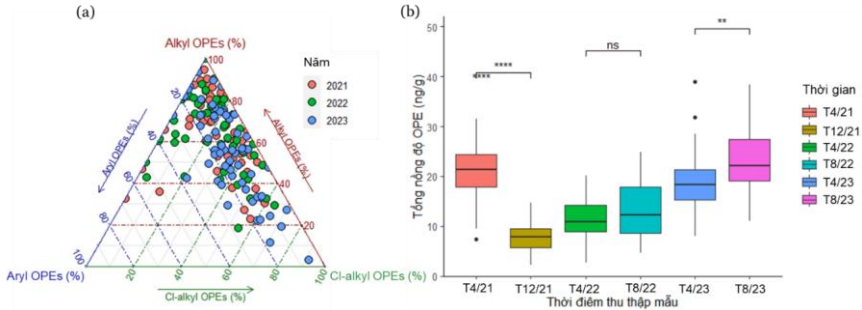 (a)
Alkyl OPEs (%)
Năm
2021
2022
2023
Aryl OPEs (%)
Alkyl OPEs (%)
20
40
60
80
100
100
80
60
40
20
20
40
60
80
100
Aryl OPEs (%)
Cl-alkyl OPEs (%)
Cl-alkyl OPEs (%)
(b)
Tổng nồng độ OPE (ng/g)
50
40
30
20
10
0
****
****
ns
**
T4/21
T12/21
T4/22
T8/22
T4/23
T8/23
Thời điểm thu thập mẫu
Thời gian
T4/21
T12/21
T4/22
T8/22
T4/23
T8/23